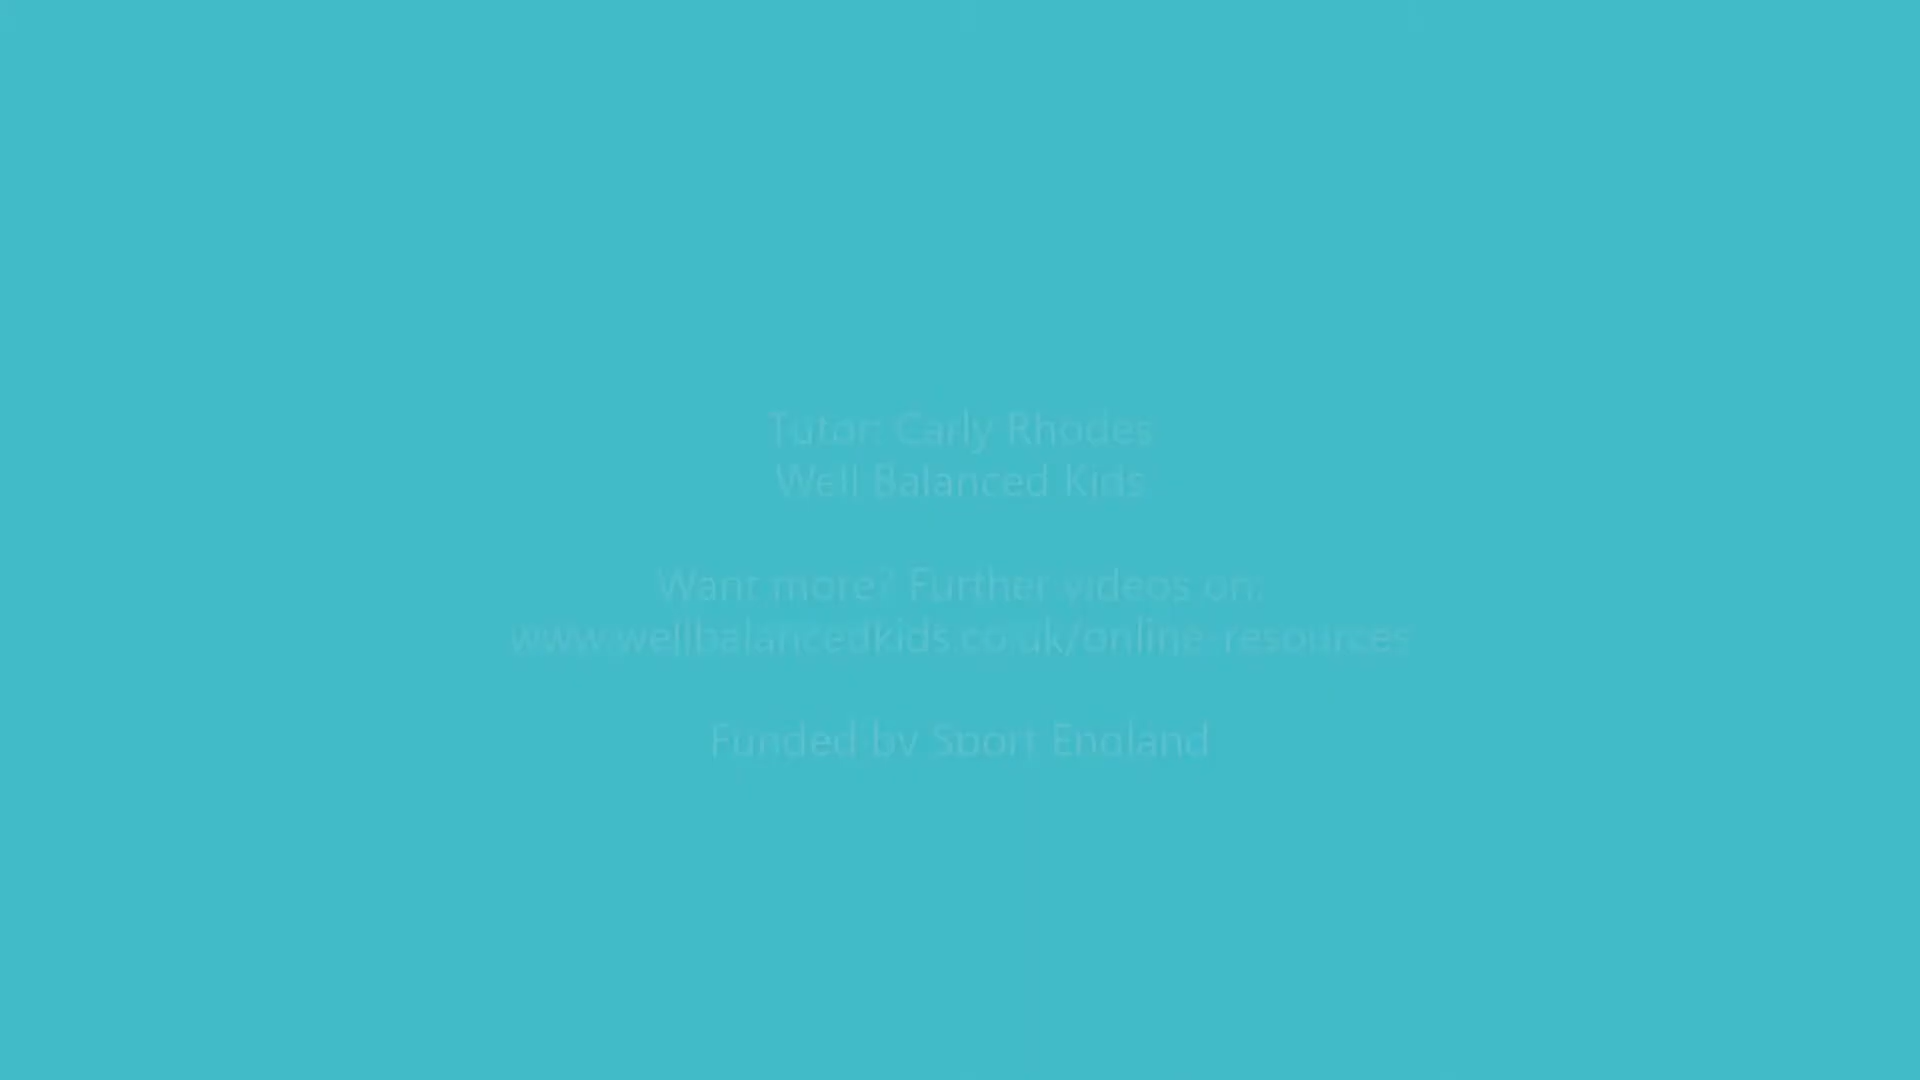 Tutor: Carly Rhodes
Well Balanced Kids
Want more? Further videos on:
www.wellbalancedkids.co.uk/online-resources
Funded by Sport England